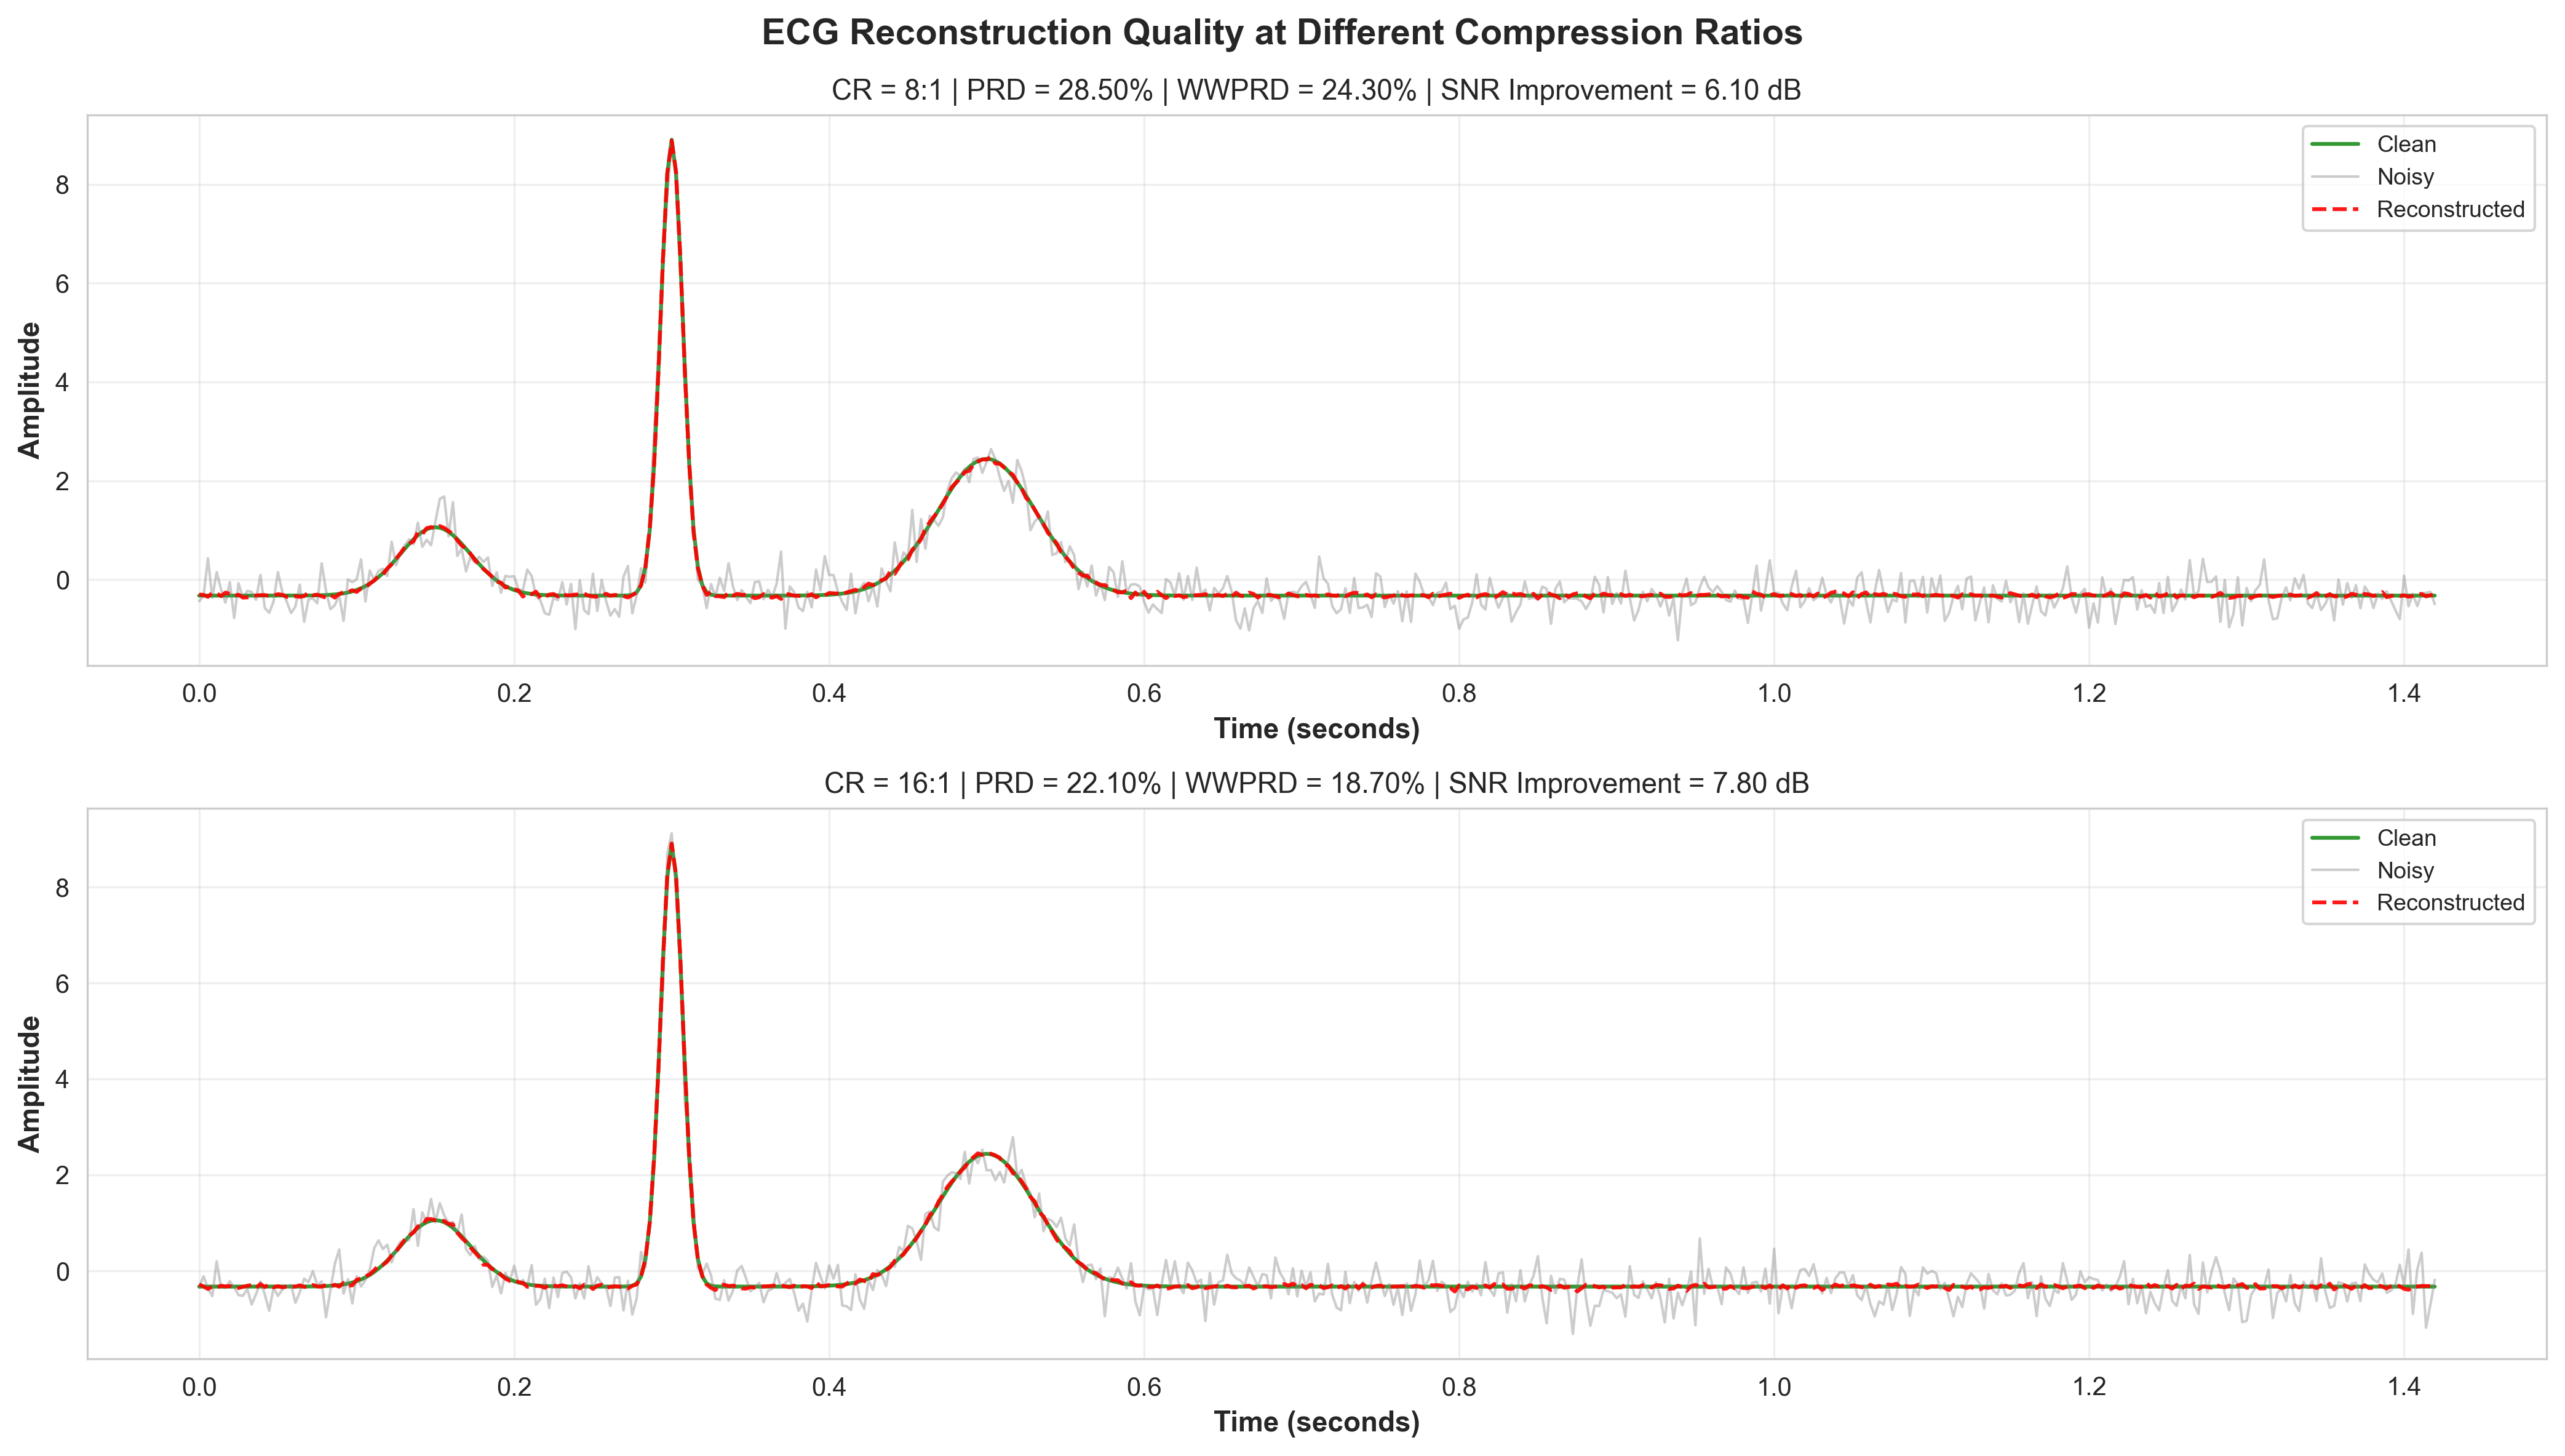 ECG Reconstruction Quality at Different Compression Ratios
CR = 8:1 | PRD = 28.50% | WWPRD = 24.30% | SNR Improvement = 6.10 dB
Clean
Noisy
Reconstructed
Amplitude
8
6
4
2
0
0.0 0.2 0.4 0.6 0.8 1.0 1.2 1.4
Time (seconds)
CR = 16:1 | PRD = 22.10% | WWPRD = 18.70% | SNR Improvement = 7.80 dB
Clean
Noisy
Reconstructed
Amplitude
8
6
4
2
0
0.0 0.2 0.4 0.6 0.8 1.0 1.2 1.4
Time (seconds)